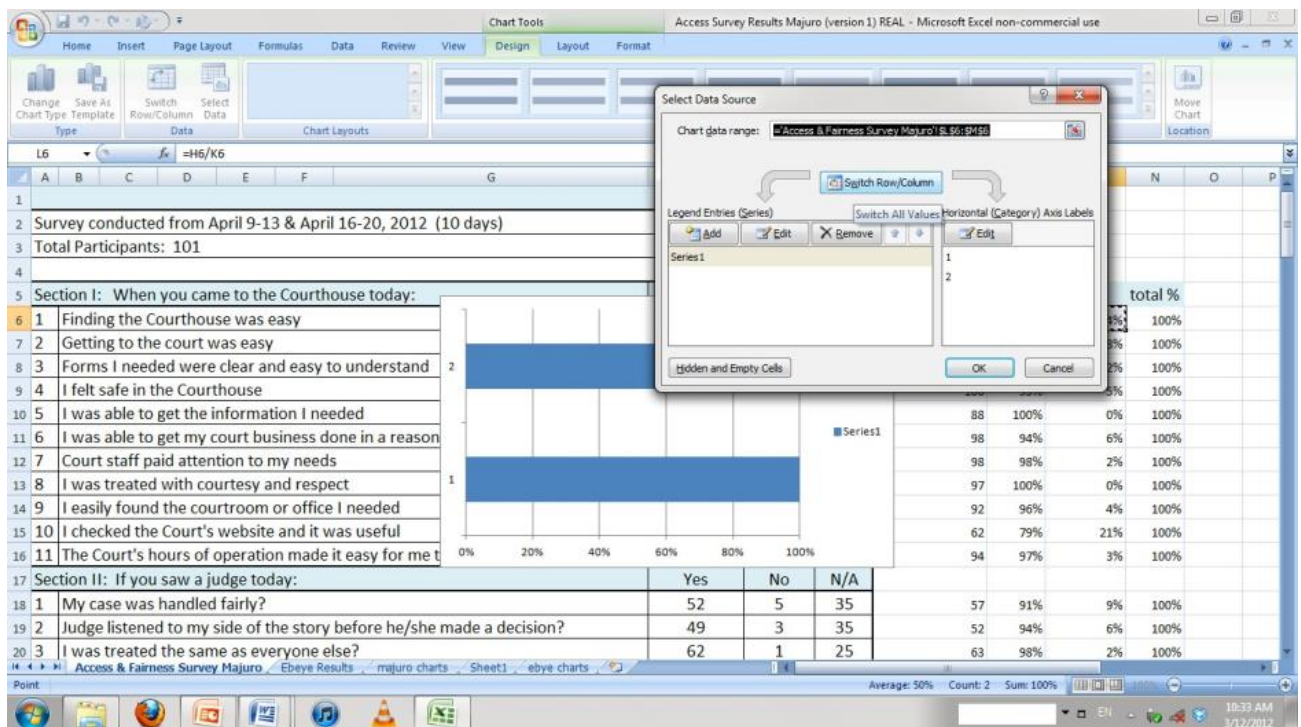 Chart Tools
Access Survey Results Majuro (version 1) REAL - Microsoft Excel non-commercial use
Home Insert Page Layout Formulas Data Review View Design Layout Format
Change Chart Type
Save As Template
Switch Row/Column
Select Data
Move Chart
Type Data Chart Layouts Location
L6 fx =H6/K6
Select Data Source
Chart data range: ='Access & Fairness Survey Majuro'!$L$6:$M$6
Switch Row/Column
Switch All Values
Legend Entries (Series)
Horizontal (Category) Axis Labels
Add Edit Remove
Edit
Series1
1
2
Hidden and Empty Cells
OK Cancel
A B C D E F G N O P
1
2 Survey conducted from April 9-13 & April 16-20, 2012 (10 days)
3 Total Participants: 101
4
5 Section I: When you came to the Courthouse today: total %
6 1 Finding the Courthouse was easy 4% 100%
7 2 Getting to the court was easy 100%
8 3 Forms I needed were clear and easy to understand 2% 100%
9 4 I felt safe in the Courthouse 5% 100%
10 5 I was able to get the information I needed 88 100% 0% 100%
11 6 I was able to get my court business done in a reason 98 94% 6% 100%
12 7 Court staff paid attention to my needs 98 98% 2% 100%
13 8 I was treated with courtesy and respect 97 100% 0% 100%
14 9 I easily found the courtroom or office I needed 92 96% 4% 100%
15 10 I checked the Court's website and it was useful 62 79% 21% 100%
16 11 The Court's hours of operation made it easy for me t 94 97% 3% 100%
2
1
Series1
0% 20% 40% 60% 80% 100%
17 Section II: If you saw a judge today: Yes No N/A
18 1 My case was handled fairly? 52 5 35 57 91% 9% 100%
19 2 Judge listened to my side of the story before he/she made a decision? 49 3 35 52 94% 6% 100%
20 3 I was treated the same as everyone else? 62 1 25 63 98% 2% 100%
Access & Fairness Survey Majuro Ebeye Results majuro charts Sheet1 ebye charts
Point Average: 50% Count: 2 Sum: 100%
EN 10:33 AM
3/12/2012